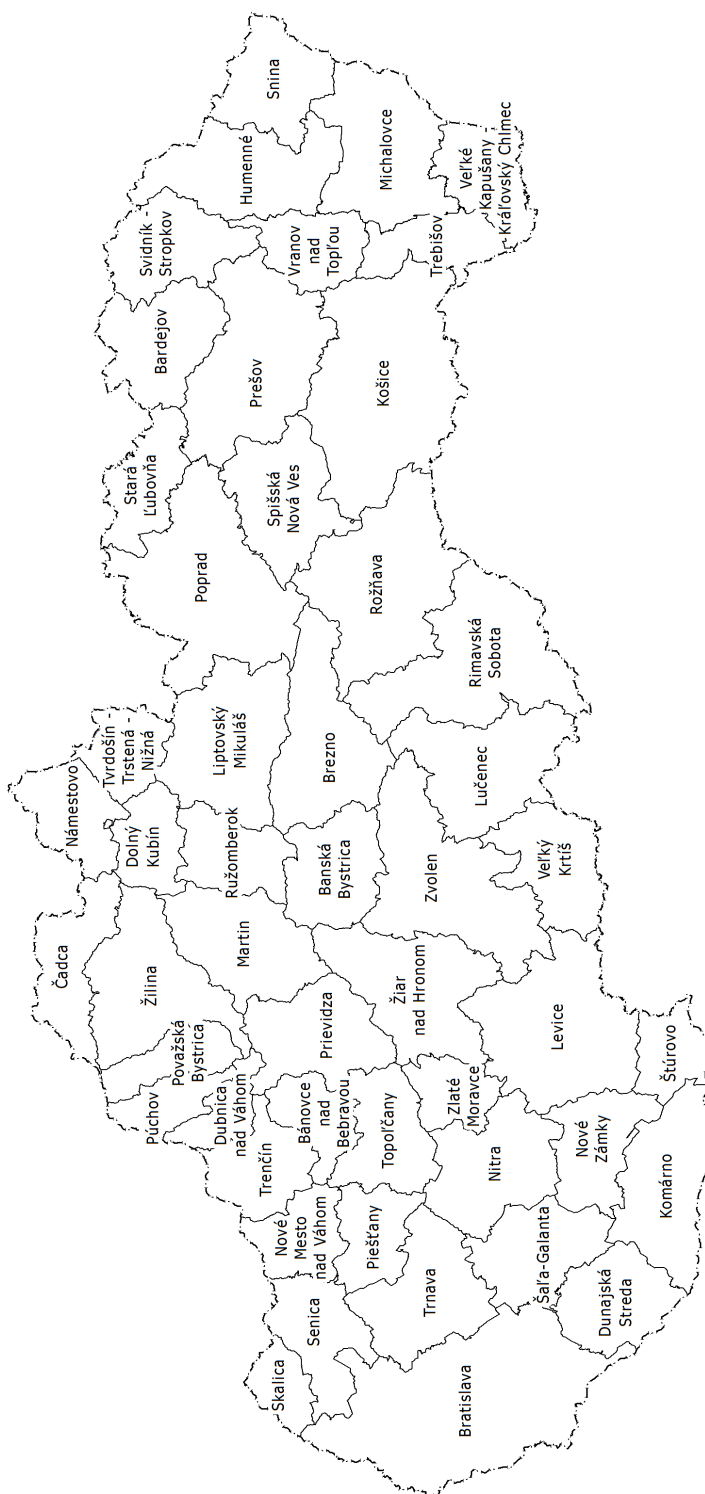 Námestovo
Čadca
Tvrdošín -
Trstená -
Nižná
Dolný
Kubín
Žilina
Stará
Ľubovňa
Bardejov
Svidník -
Stropkov
Púchov
Považská
Bystrica
Martin
Ružomberok
Liptovský
Mikuláš
Poprad
Prešov
Humenné
Snina
Dubnica
nad Váhom
Trenčín
Bánovce
nad
Bebravou
Prievidza
Banská
Bystrica
Brezno
Spišská
Nová Ves
Vranov
nad
Topľou
Michalovce
Skalica
Senica
Nové
Mesto
nad Váhom
Piešťany
Topoľčany
Žiar
nad Hronom
Zvolen
Rožňava
Košice
Trebišov
Veľké
Kapušany -
Kráľovský Chlmec
Bratislava
Trnava
Nitra
Zlaté
Moravce
Lučenec
Rimavská
Sobota
Šaľa-Galanta
Levice
Veľký
Krtíš
Dunajská
Streda
Nové
Zámky
Komárno
Štúrovo